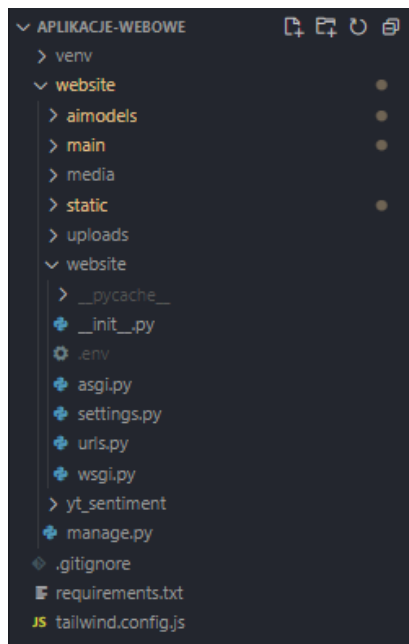 APLIKACJE-WEBOWE
venv
website
aimodels
main
media
static
uploads
website
__pycache__
__init__.py
.env
asgi.py
settings.py
urls.py
wsgi.py
yt_sentiment
manage.py
.gitignore
requirements.txt
JS tailwind.config.js